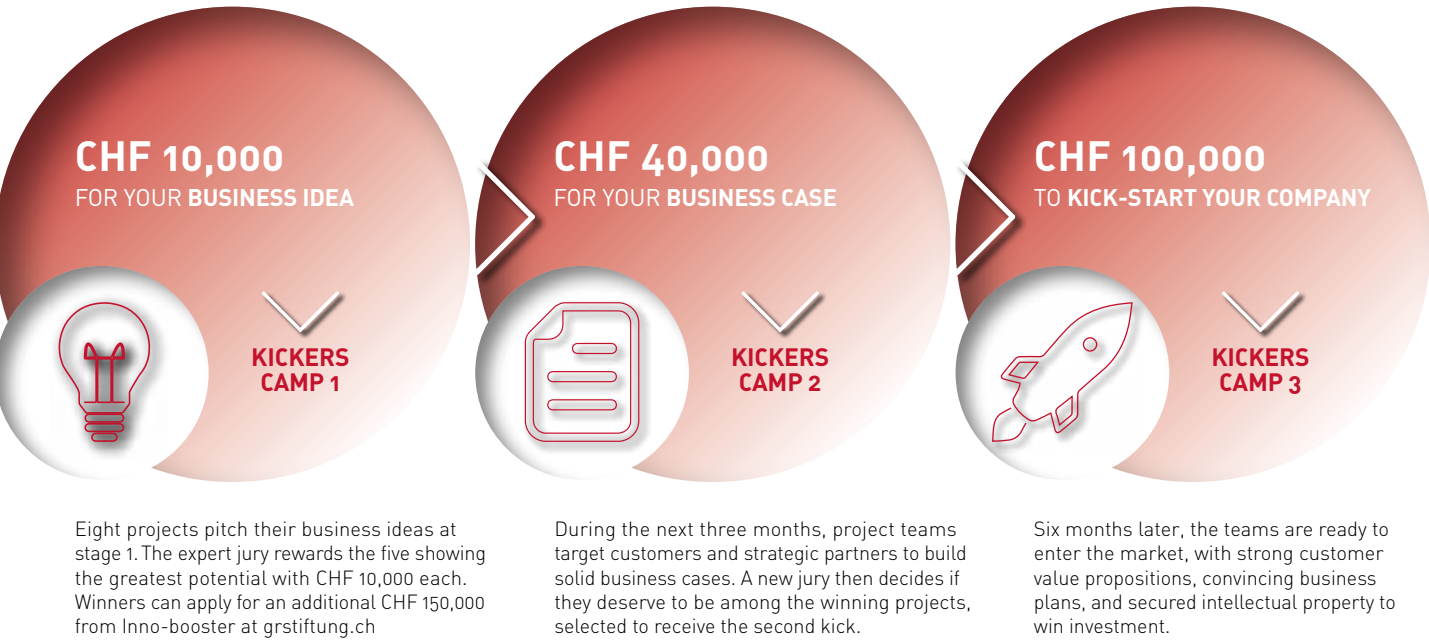 CHF 10,000
FOR YOUR BUSINESS IDEA
KICKERS
CAMP 1
Eight projects pitch their business ideas at
stage 1. The expert jury rewards the five showing
the greatest potential with CHF 10,000 each.
Winners can apply for an additional CHF 150,000
from Inno-booster at grstiftung.ch
CHF 40,000
FOR YOUR BUSINESS CASE
KICKERS
CAMP 2
During the next three months, project teams
target customers and strategic partners to build
solid business cases. A new jury then decides if
they deserve to be among the winning projects,
selected to receive the second kick.
CHF 100,000
TO KICK-START YOUR COMPANY
KICKERS
CAMP 3
Six months later, the teams are ready to
enter the market, with strong customer
value propositions, convincing business
plans, and secured intellectual property to
win investment.